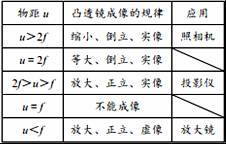 物距u 凸透镜成像的规律 应用
u>2f 缩小、倒立、实像 照相机
u=2f 等大、倒立、实像
2f>u>f 放大、正立、实像 投影仪
u=f 不能成像
u<f 放大、正立、虚像 放大镜